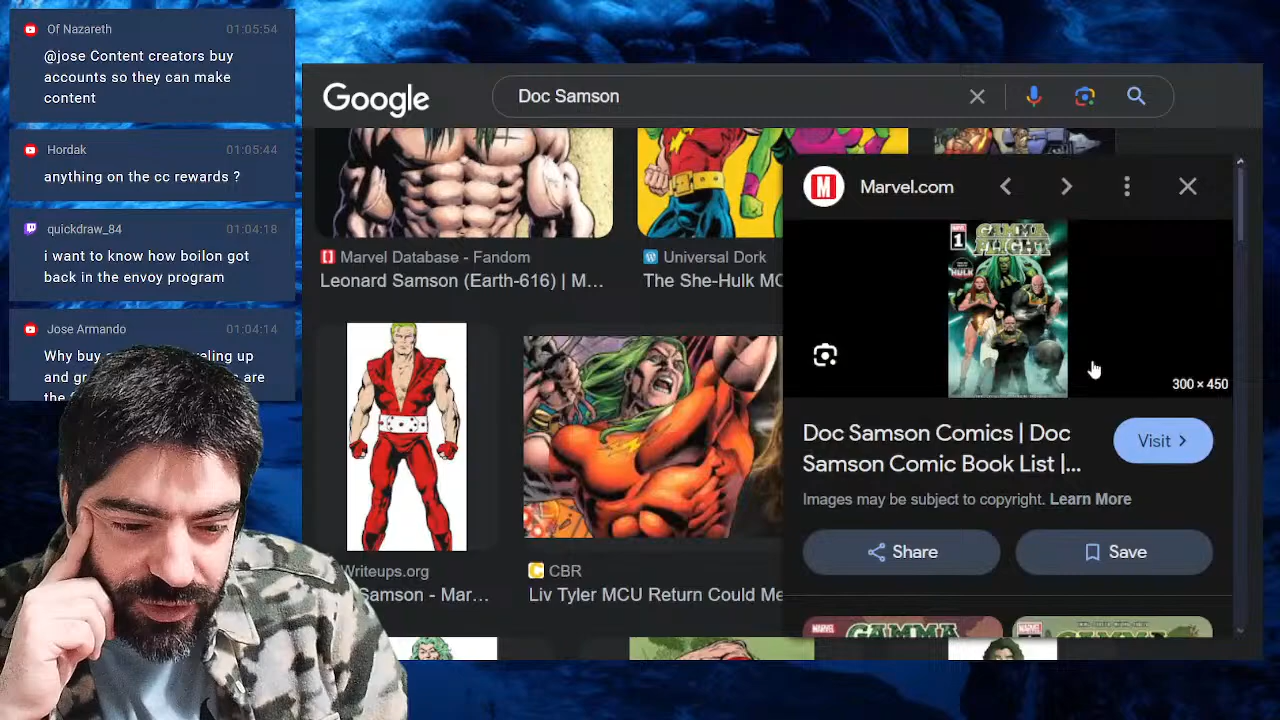 Of Nazareth 01:05:54
@jose Content creators buy
accounts so they can make
content
Hordak 01:05:44
anything on the cc rewards ?
quickdraw_84 01:04:18
i want to know how boilon got
back in the envoy program
Jose Armando 01:04:14
Why buy
and
the
Google
Doc Samson
Marvel Database - Fandom
Leonard Samson (Earth-616) | M...
Universal Dork
The She-Hulk MC
Writeups.org
Samson - Mar...
CBR
Liv Tyler MCU Return Could Me
Marvel.com
1
GAMMA
FLIGHT
HULK
300 × 450
Doc Samson Comics | Doc
Samson Comic Book List |...
Visit
Images may be subject to copyright. Learn More
Share
Save
MARVEL
GAMMA